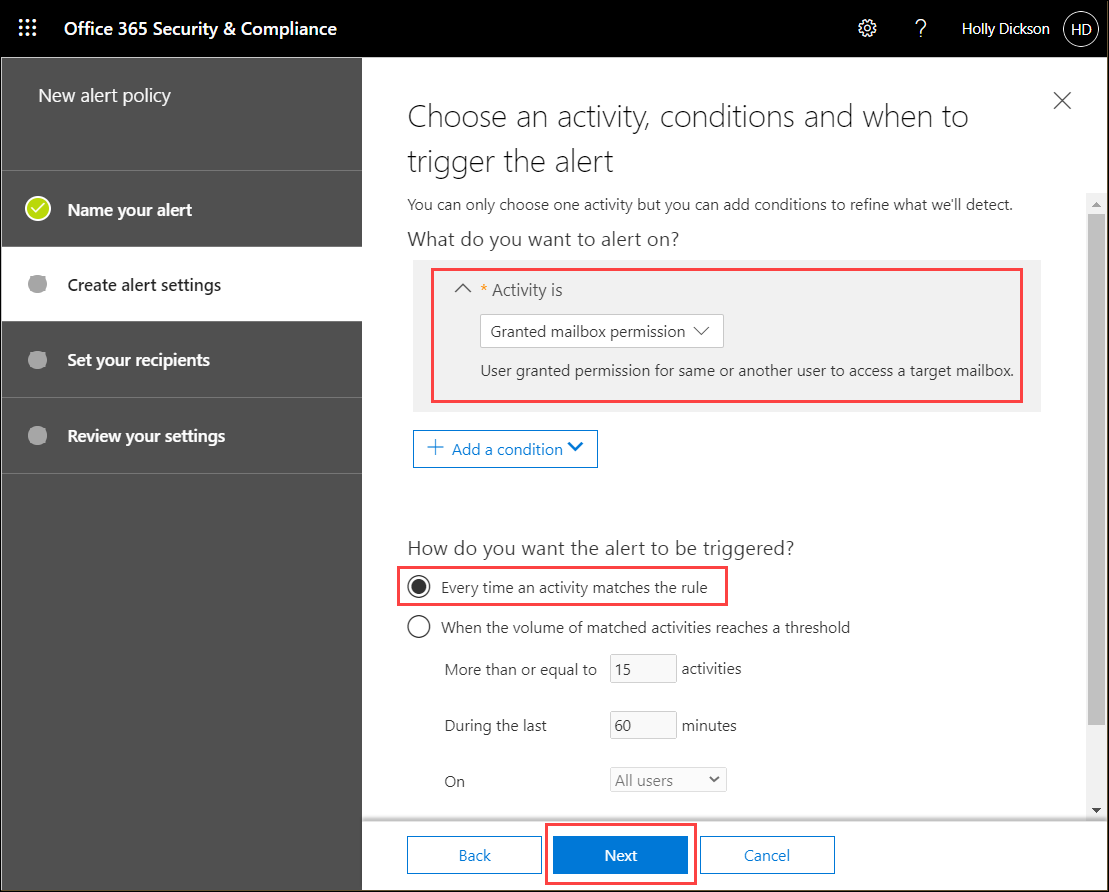 Office 365 Security & Compliance
?
Holly Dickson
HD
New alert policy
Name your alert
Create alert settings
Set your recipients
Review your settings
Choose an activity, conditions and when to
trigger the alert
You can only choose one activity but you can add conditions to refine what we'll detect.
What do you want to alert on?
* Activity is
Granted mailbox permission
User granted permission for same or another user to access a target mailbox.
Add a condition
How do you want the alert to be triggered?
Every time an activity matches the rule
When the volume of matched activities reaches a threshold
More than or equal to 15 activities
During the last 60 minutes
On All users
Back Next Cancel